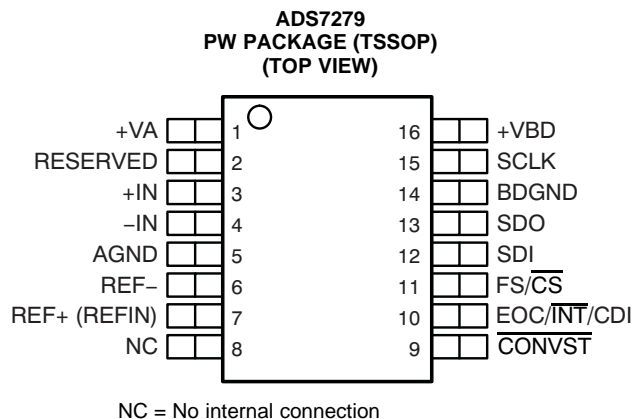 ADS7279
PW PACKAGE (TSSOP)
(TOP VIEW)
+VA 1 16 +VBD
RESERVED 2 15 SCLK
+IN 3 14 BDGND
−IN 4 13 SDO
AGND 5 12 SDI
REF− 6 11 FS/CS
REF+ (REFIN) 7 10 EOC/INT/CDI
NC 8 9 CONVST
NC = No internal connection